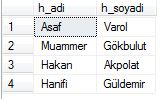 h_adi h_soyadi
1 Asaf Varol
2 Muammer Gökbulut
3 Hakan Akpolat
4 Hanifi Güldemir